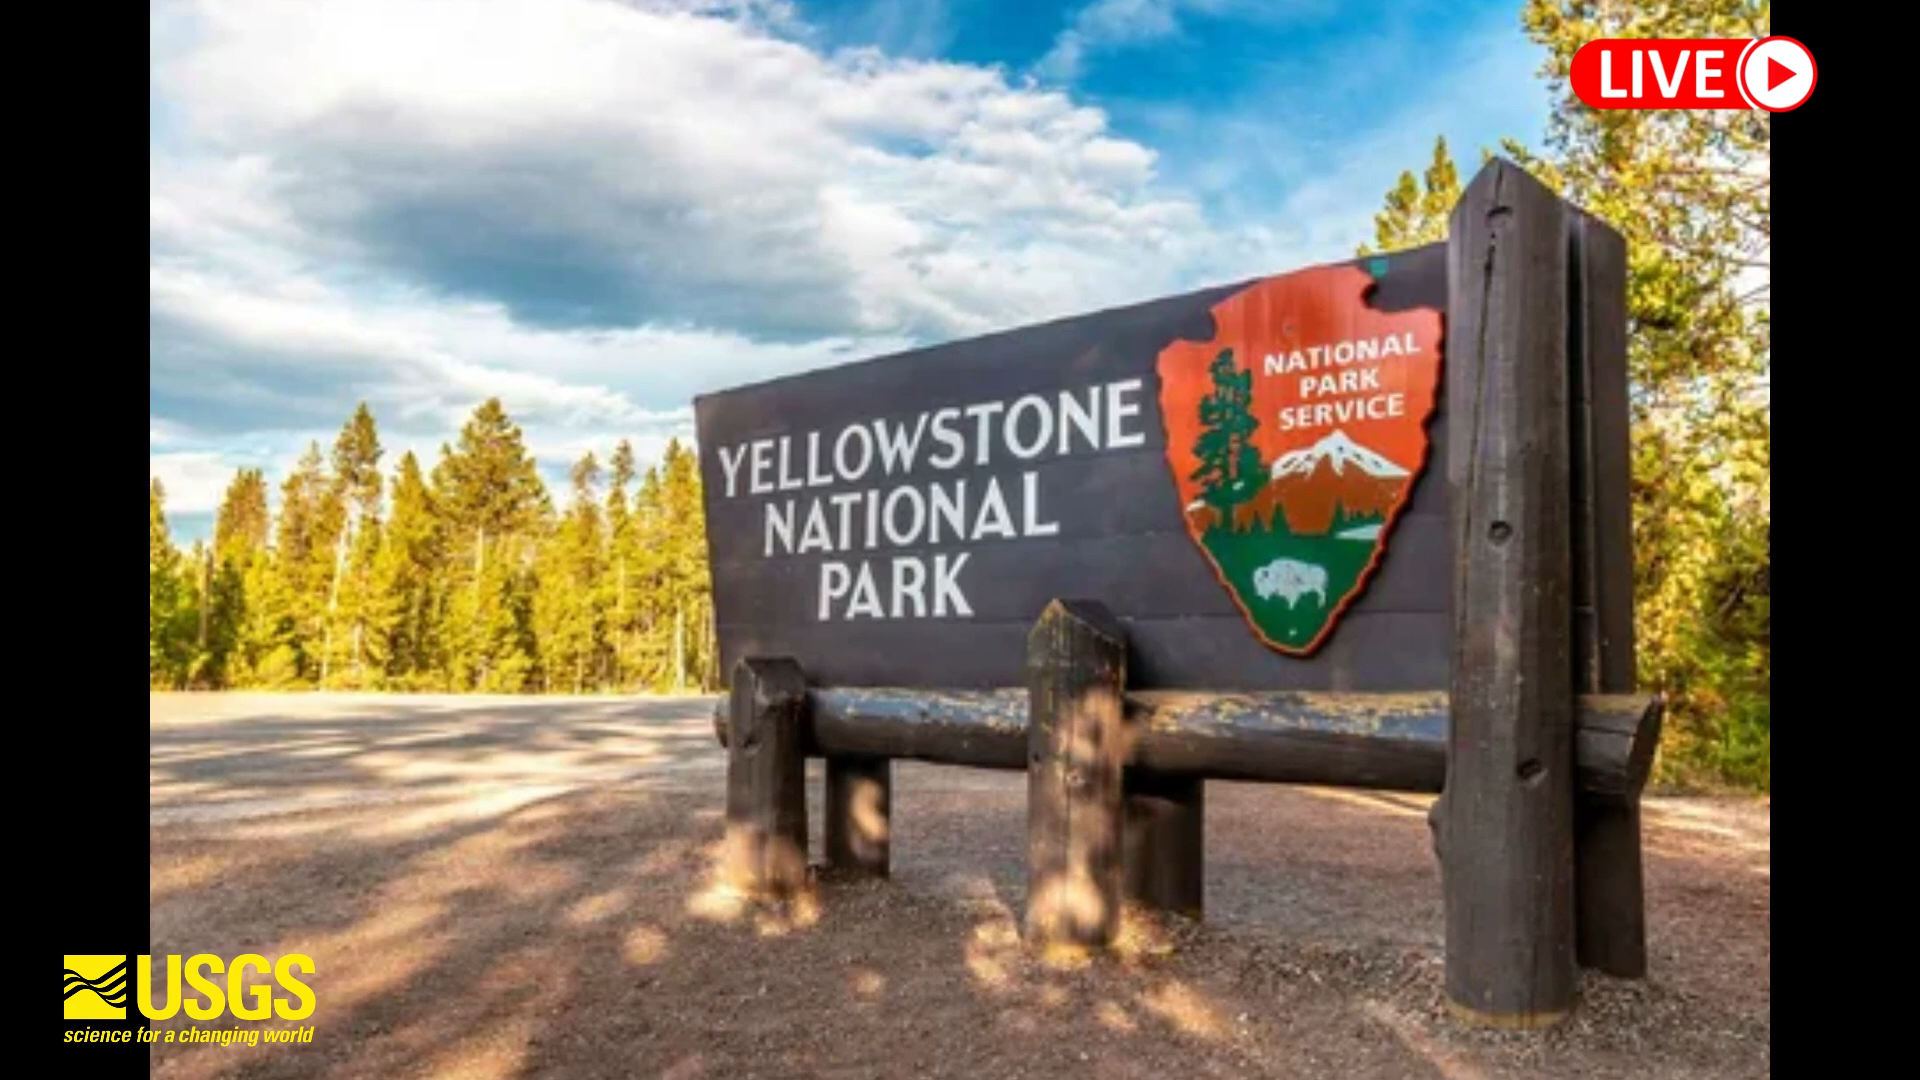 LIVE
YELLOWSTONE
NATIONAL
PARK
NATIONAL
PARK
SERVICE
USGS
science for a changing world